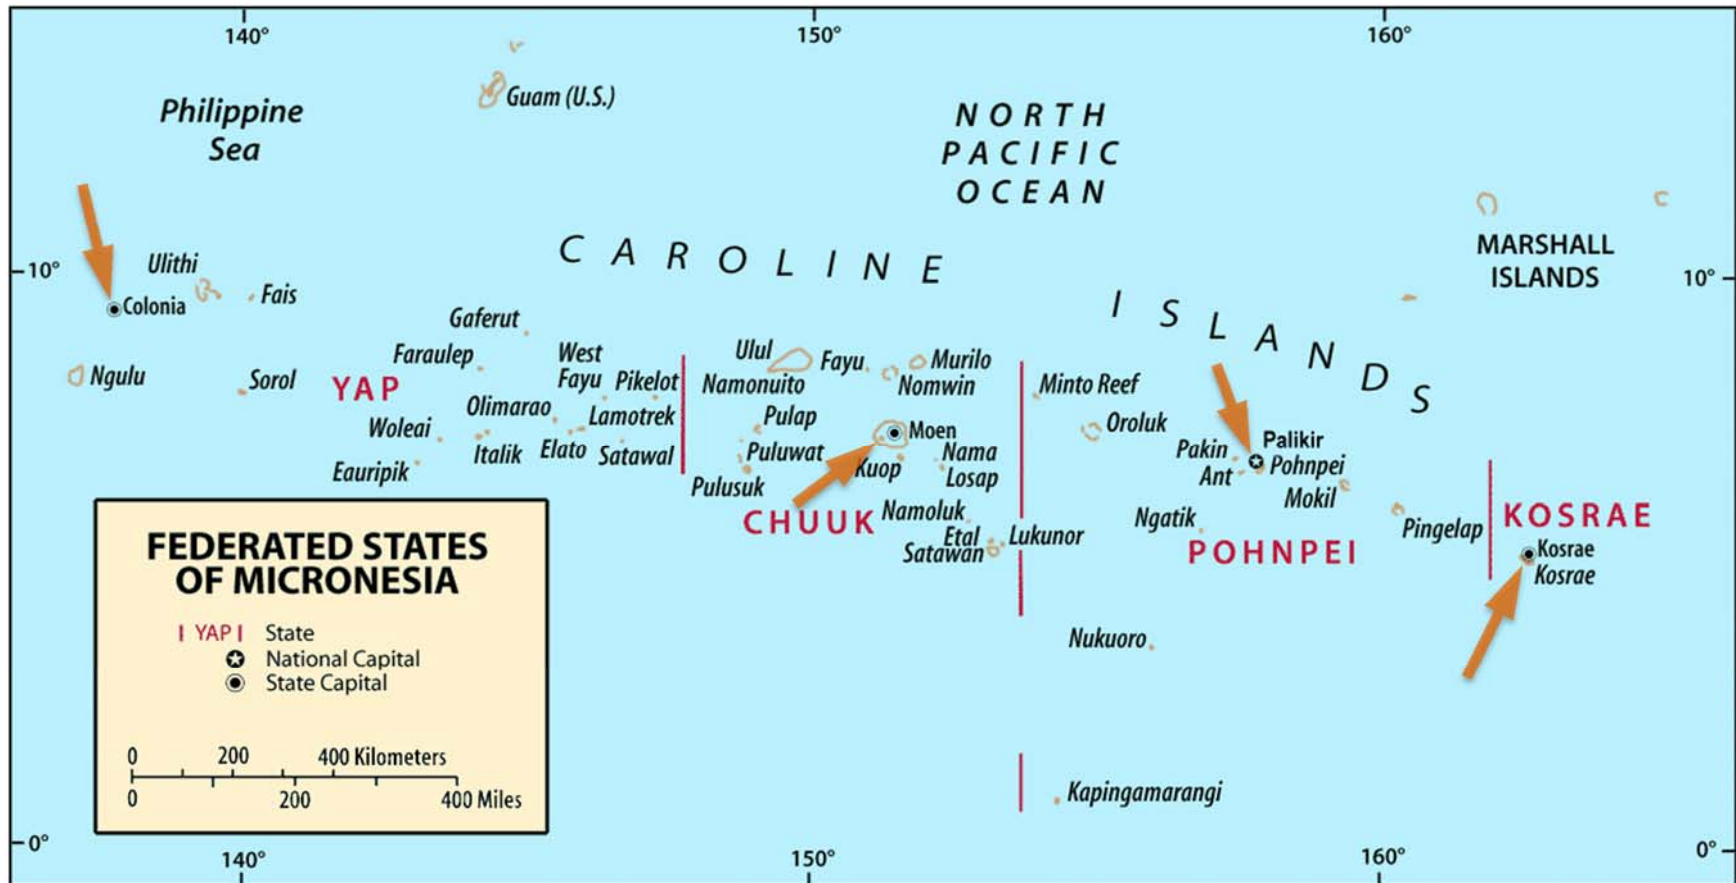 140°
150°
160°
Guam (U.S.)
Philippine
Sea
NORTH
PACIFIC
OCEAN
CAROLINE
ISLANDS
MARSHALL
ISLANDS
10°
10°
Ulithi
Colonia
Fais
Ngulu
Sorol
YAP
Gaferut
Faraulep
West
Fayu
Pikelot
Olimarao
Lamotrek
Woleai
Italik
Elato
Satawal
Eauripik
Ulul
Fayu
Murilo
Namonuito
Nomwin
Pulap
Moen
Puluwat
Kuop
Nama
Losap
Pulusuk
CHUUK
Namoluk
Etal
Lukunor
Satawan
Minto Reef
Oroluk
Pakin
Palikir
Ant
Pohnpei
Mokil
Ngatik
POHNPEI
Pingelap
KOSRAE
Kosrae
Kosrae
Nukuoro
Kapingamarangi
FEDERATED STATES
OF MICRONESIA
YAP State
National Capital
State Capital
0 200 400 Kilometers
0 200 400 Miles
0°
0°
140°
150°
160°